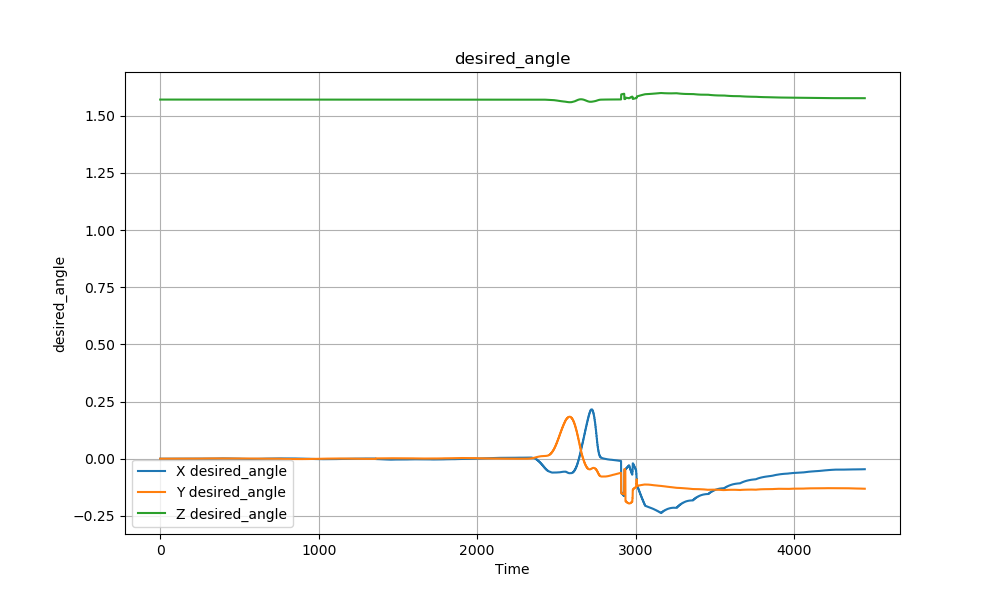 desired_angle
desired_angle
1.50
1.25
1.00
0.75
0.50
0.25
0.00
−0.25
X desired_angle
Y desired_angle
Z desired_angle
0
1000
2000
3000
4000
Time